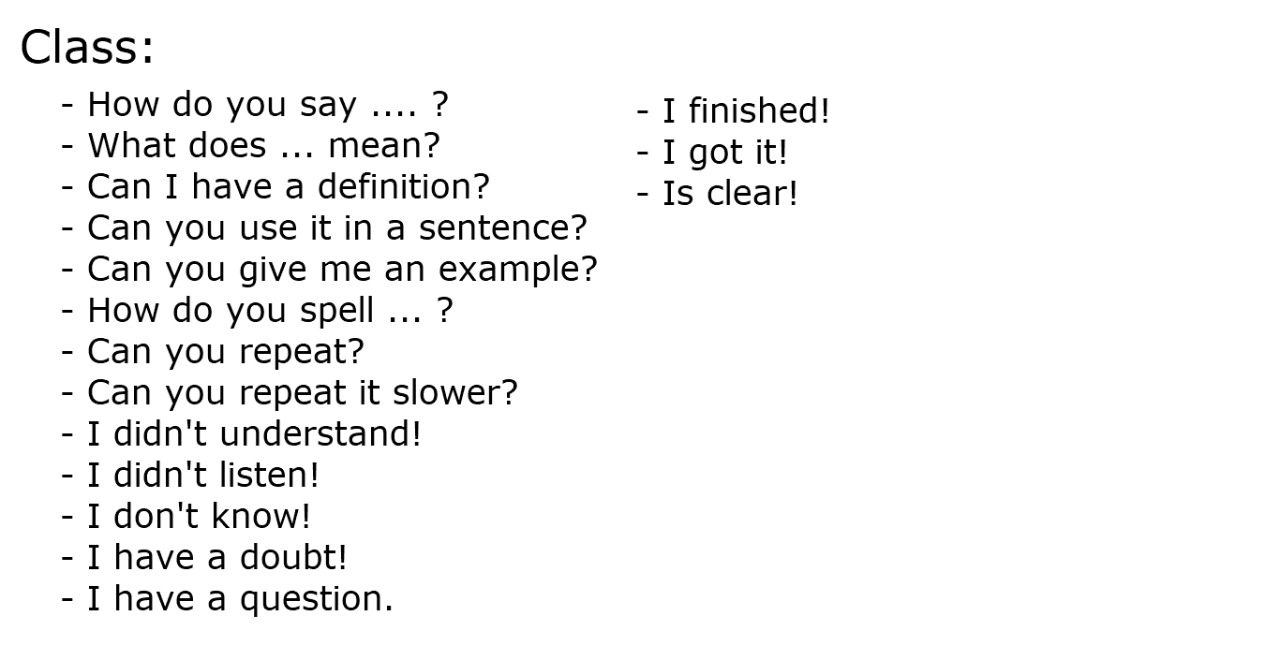 Class:
- How do you say .... ?
- What does ... mean?
- Can I have a definition?
- Can you use it in a sentence?
- Can you give me an example?
- How do you spell ... ?
- Can you repeat?
- Can you repeat it slower?
- I didn't understand!
- I didn't listen!
- I don't know!
- I have a doubt!
- I have a question.
- I finished!
- I got it!
- Is clear!